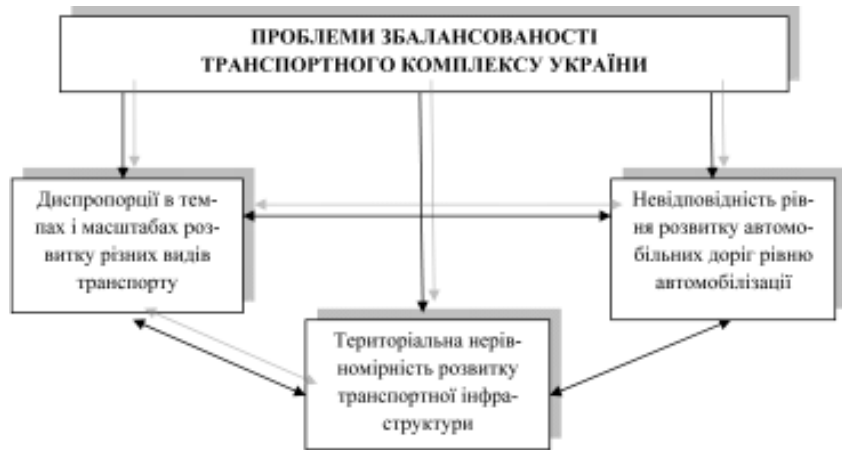 ПРОБЛЕМИ ЗБАЛАНСОВАНОСТІ
ТРАНСПОРТНОГО КОМПЛЕКСУ УКРАЇНИ
Диспропорції в тем-
пах і масштабах роз-
витку різних видів
транспорту
Невідповідність рів-
ня розвитку автомо-
більних доріг рівню
автомобілізації
Територіальна нерів-
номірність розвитку
транспортної інфра-
структури